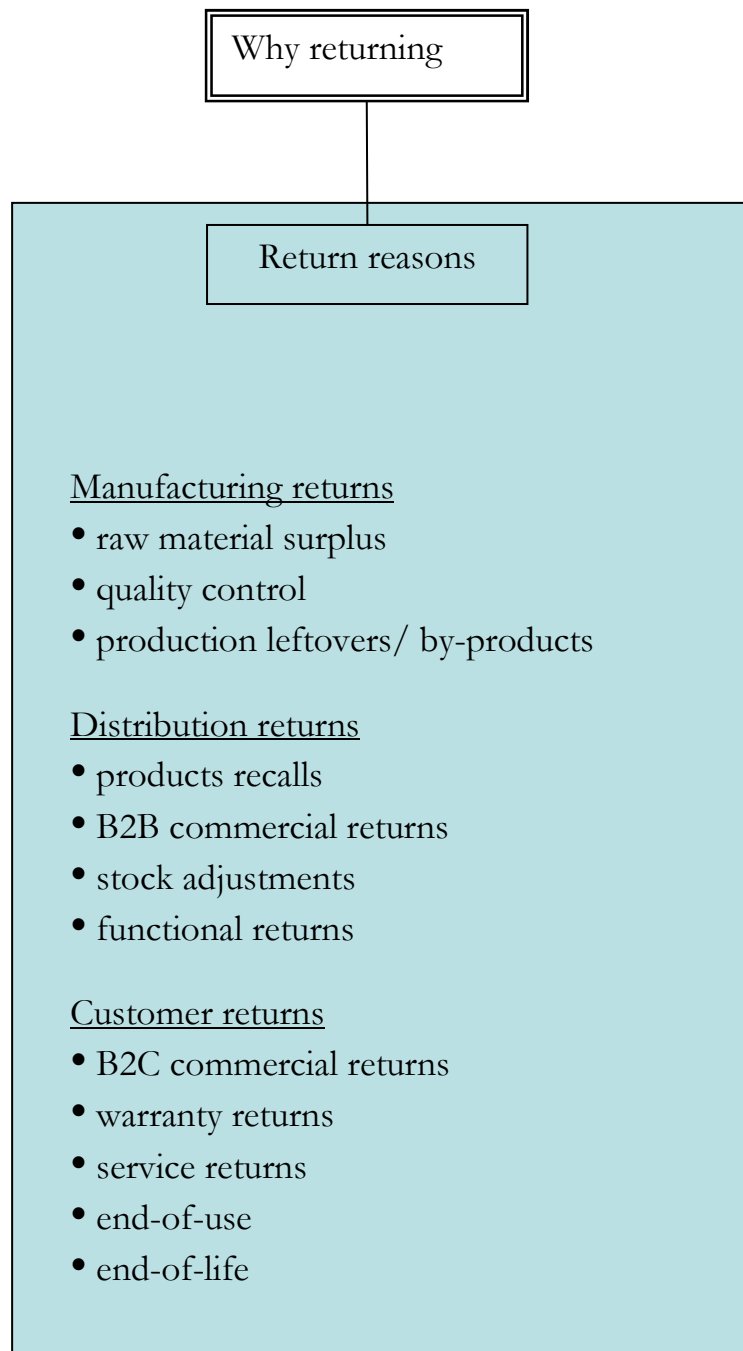 Why returning
Return reasons
Manufacturing returns
• raw material surplus
• quality control
• production leftovers/ by-products
Distribution returns
• products recalls
• B2B commercial returns
• stock adjustments
• functional returns
Customer returns
• B2C commercial returns
• warranty returns
• service returns
• end-of-use
• end-of-life